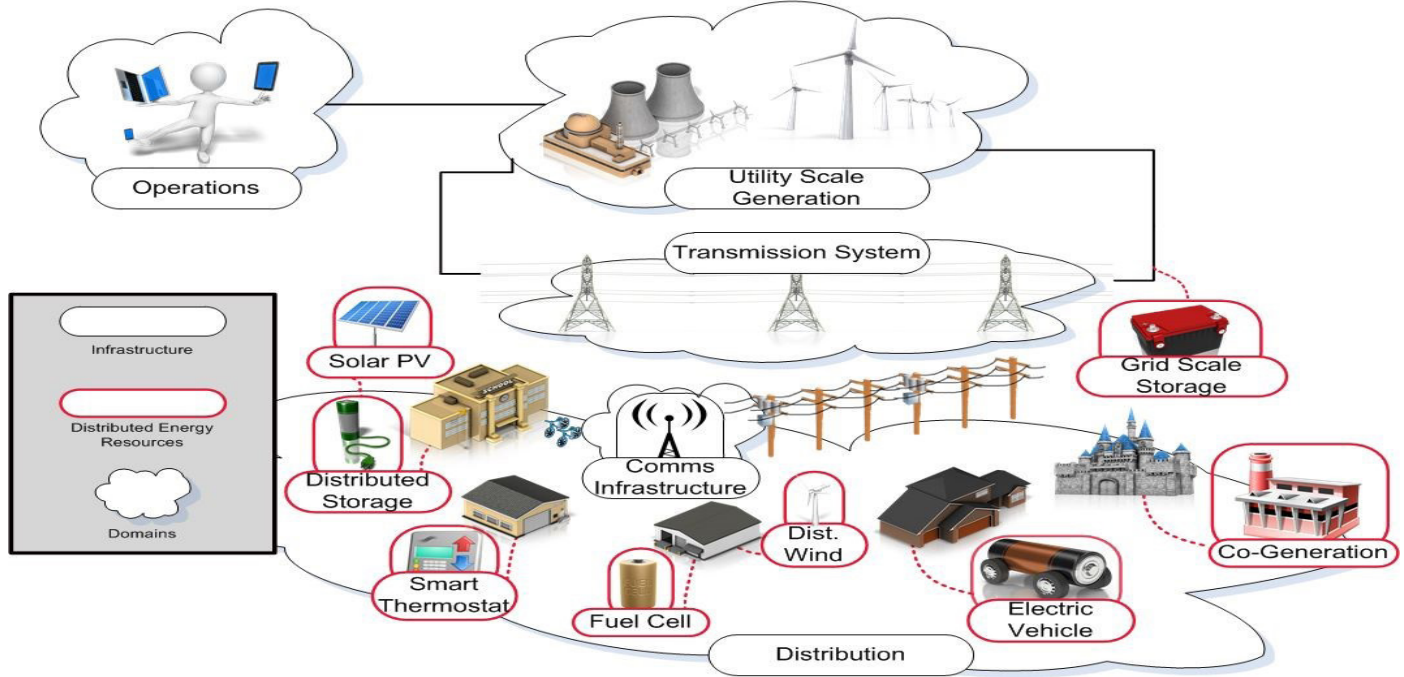 Operations
Utility Scale
Generation
Transmission System
Infrastructure
Distributed Energy
Resources
Domains
Solar PV
Grid Scale
Storage
Distributed
Storage
Comms
Infrastructure
Dist.
Wind
Smart
Thermostat
Fuel Cell
Electric
Vehicle
Co-Generation
Distribution